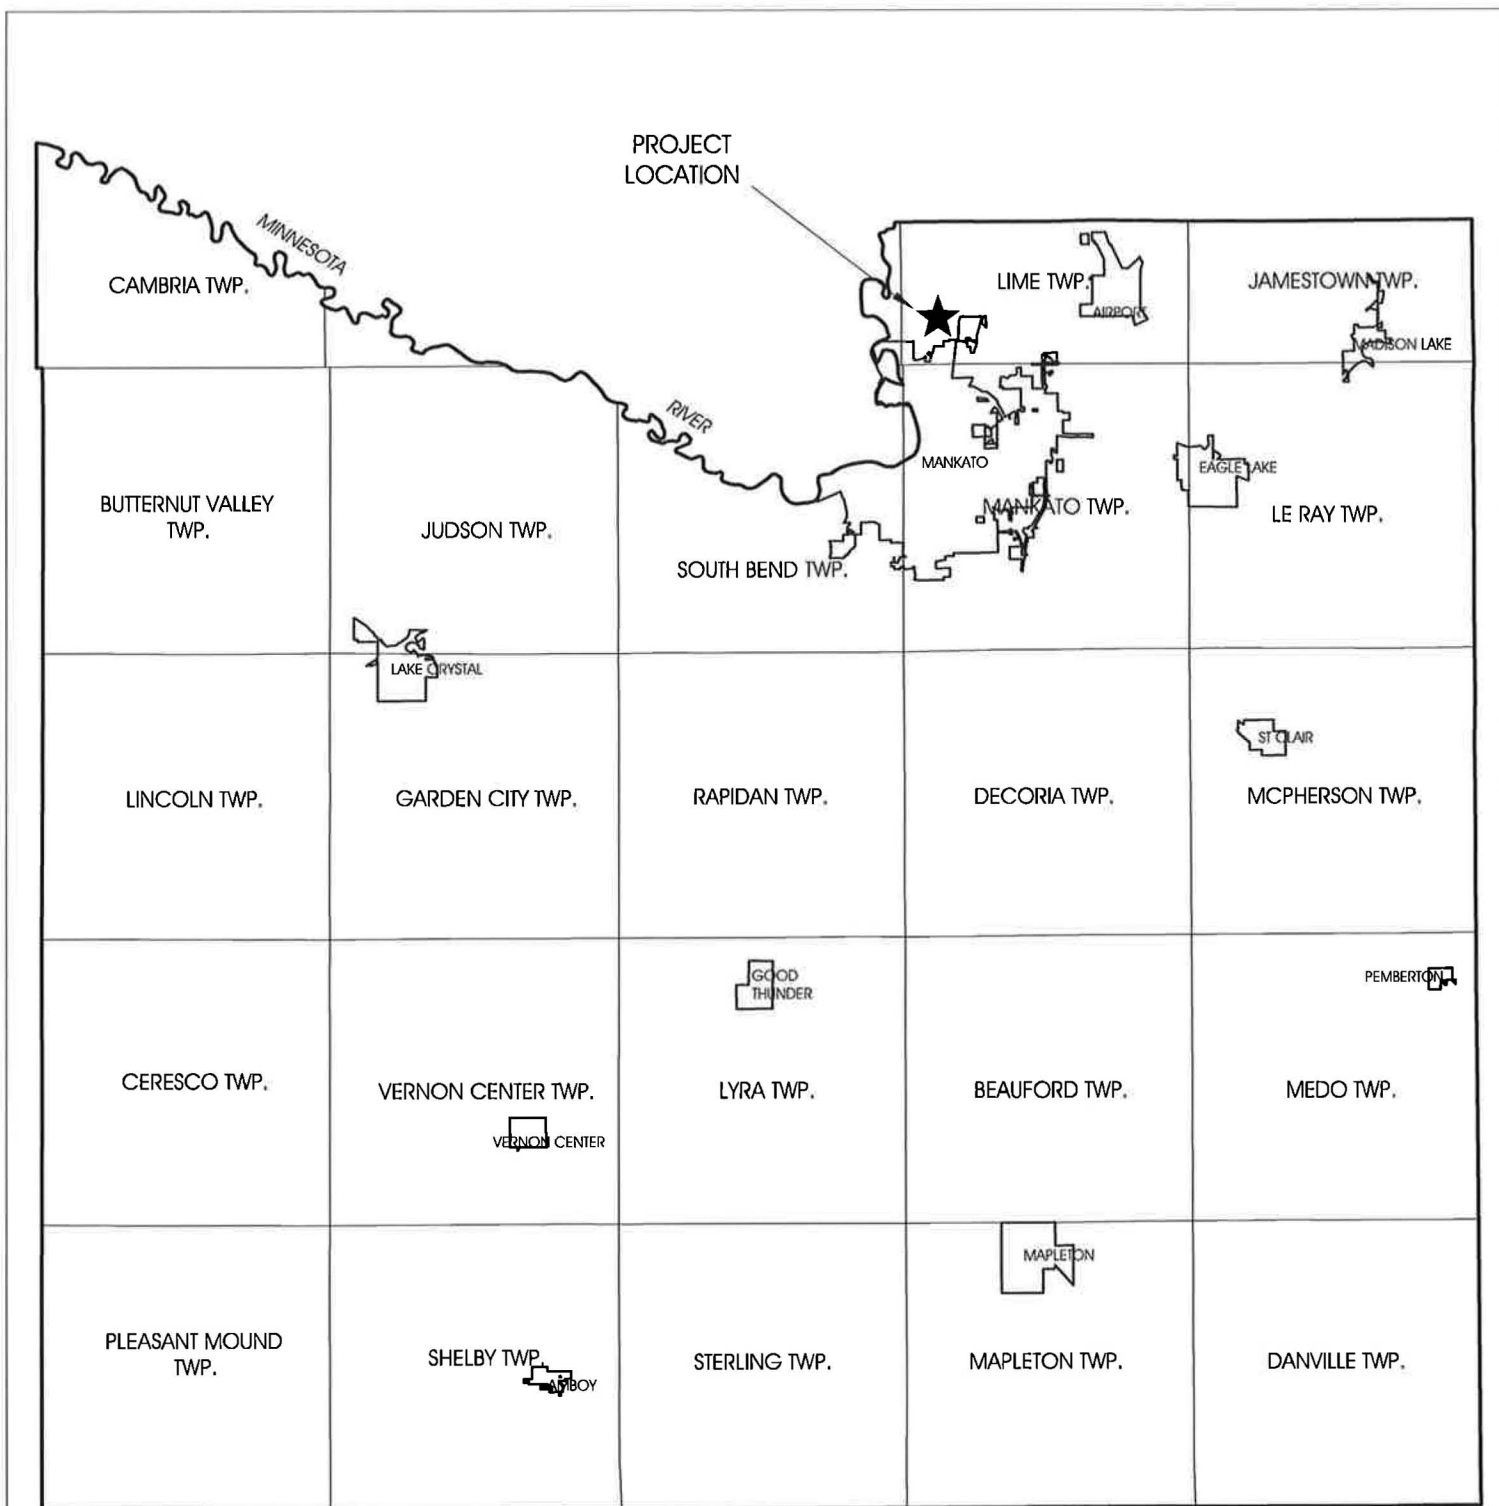 PROJECT
LOCATION
MINNESOTA
CAMBRIA TWP.
LIME TWP.
JAMESTOWN TWP.
AIRPORT
MADISON LAKE
RIVER
MANKATO
EAGLE LAKE
BUTTERNUT VALLEY
TWP.
JUDSON TWP.
MANKATO TWP.
LE RAY TWP.
SOUTH BEND TWP.
LAKE CRYSTAL
ST CLAIR
LINCOLN TWP.
GARDEN CITY TWP.
RAPIDAN TWP.
DECORIA TWP.
MCPHERSON TWP.
GOOD
THUNDER
PEMBERTON
CERESCO TWP.
VERNON CENTER TWP.
LYRA TWP.
BEAUFORD TWP.
MEDO TWP.
VERNON CENTER
MAPLETON
PLEASANT MOUND
TWP.
SHELBY TWP.
AMBOY
STERLING TWP.
MAPLETON TWP.
DANVILLE TWP.